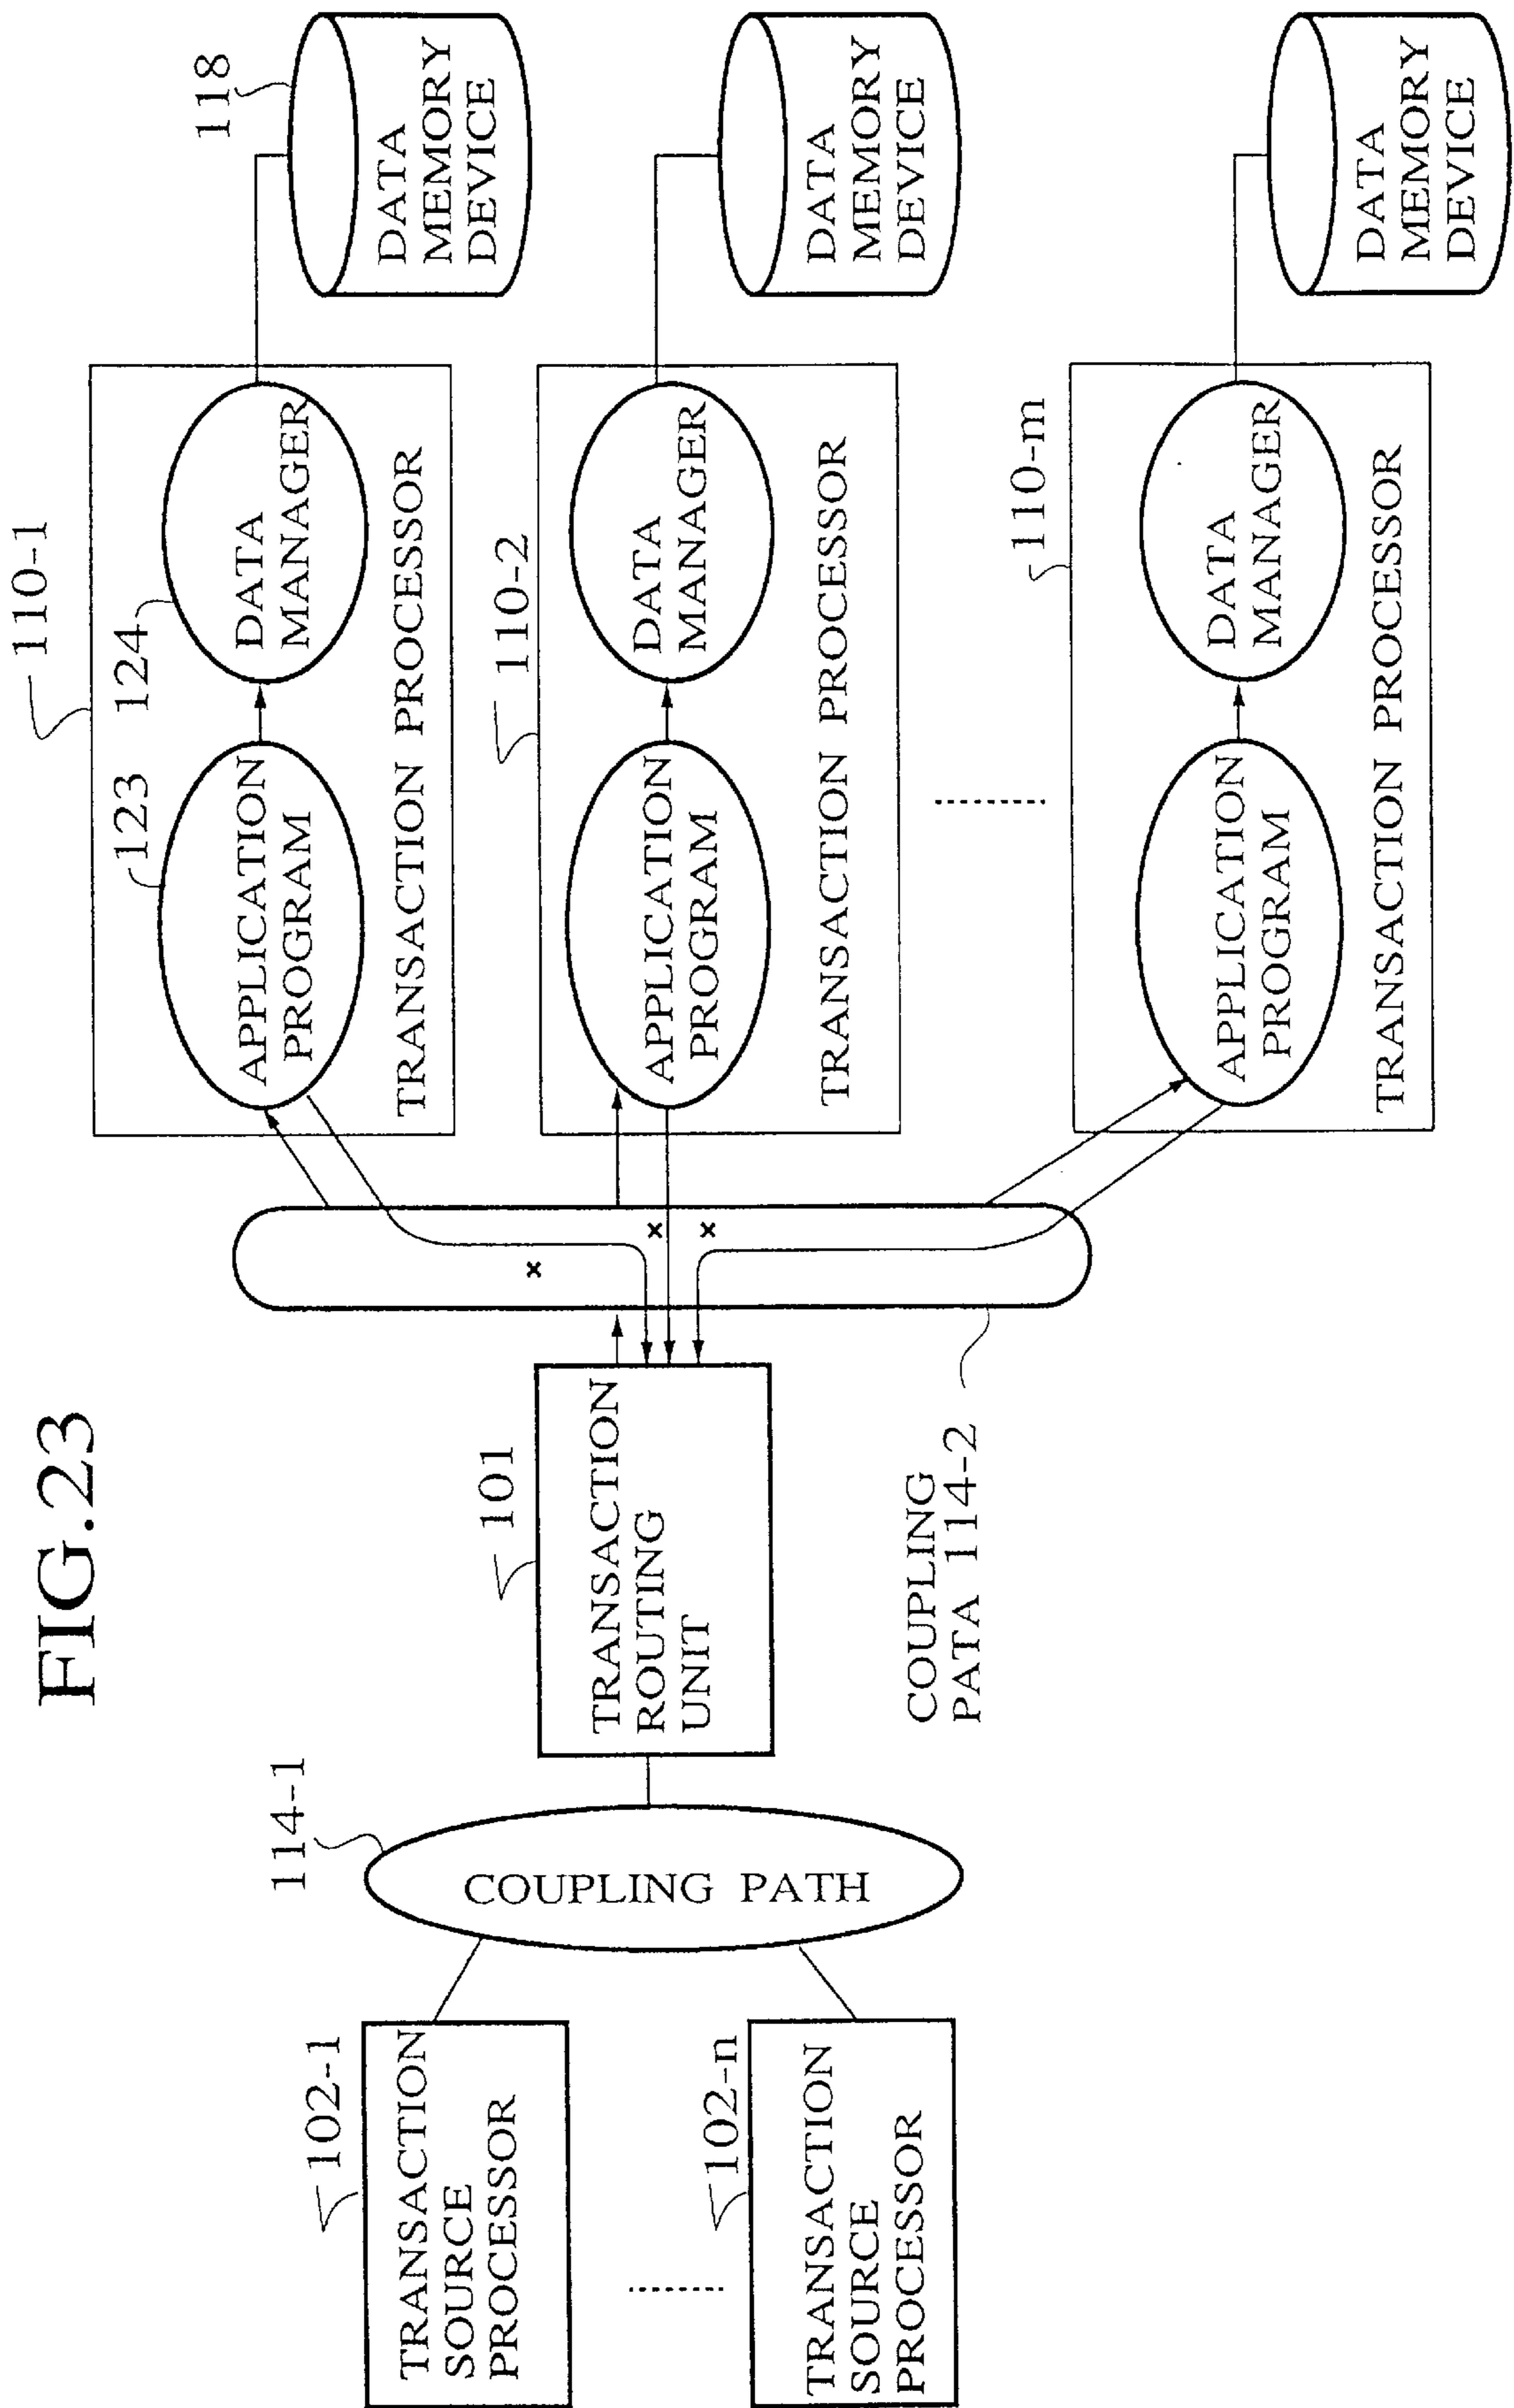 FIG.23
102-1
TRANSACTION
SOURCE
PROCESSOR
102-n
TRANSACTION
SOURCE
PROCESSOR
114-1
COUPLING PATH
101
TRANSACTION
ROUTING
UNIT
COUPLING
PATA 114-2
x
x
x
110-1
123
APPLICATION
PROGRAM
124
DATA
MANAGER
TRANSACTION PROCESSOR
118
DATA
MEMORY
DEVICE
110-2
APPLICATION
PROGRAM
DATA
MANAGER
TRANSACTION PROCESSOR
DATA
MEMORY
DEVICE
110-m
APPLICATION
PROGRAM
DATA
MANAGER
TRANSACTION PROCESSOR
DATA
MEMORY
DEVICE